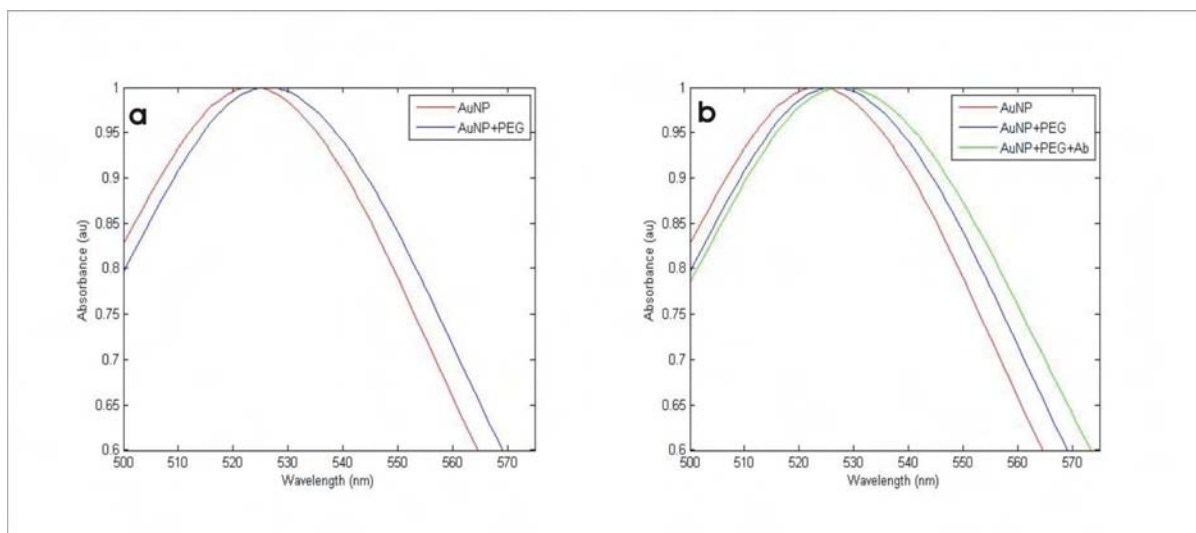 a
AuNP
AuNP+PEG
1
0.95
0.9
0.85
0.8
0.75
0.7
0.65
0.6
Absorbance (au)
500 510 520 530 540 550 560 570
Wavelength (nm)
b
AuNP
AuNP+PEG
AuNP+PEG+Ab
1
0.95
0.9
0.85
0.8
0.75
0.7
0.65
0.6
Absorbance (au)
500 510 520 530 540 550 560 570
Wavelength (nm)